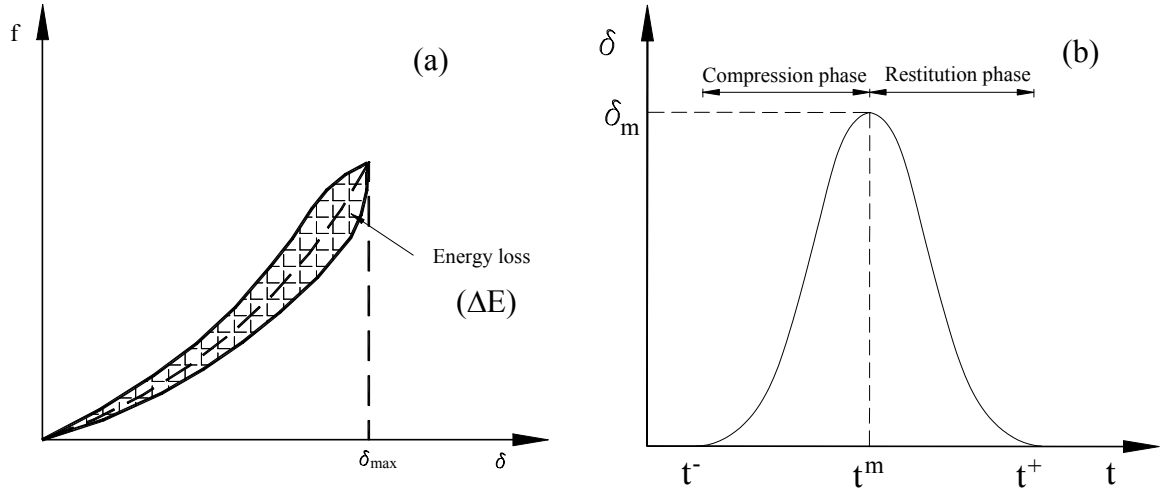 f
(a)
Energy loss
(ΔE)
δmax
δ
δ
(b)
Compression phase
Restitution phase
δm
t-
tm
t+
t